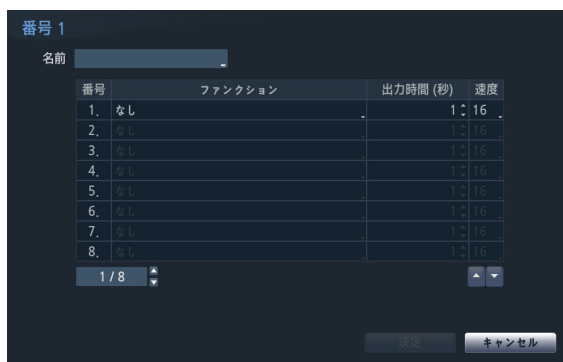 番号 1
名前
番号 ファンクション 出力時間 (秒) 速度
1. なし 1 16
2. なし 1 16
3. なし 1 16
4. なし 1 16
5. なし 1 16
6. なし 1 16
7. なし 1 16
8. なし 1 16
1 / 8
決定 キャンセル